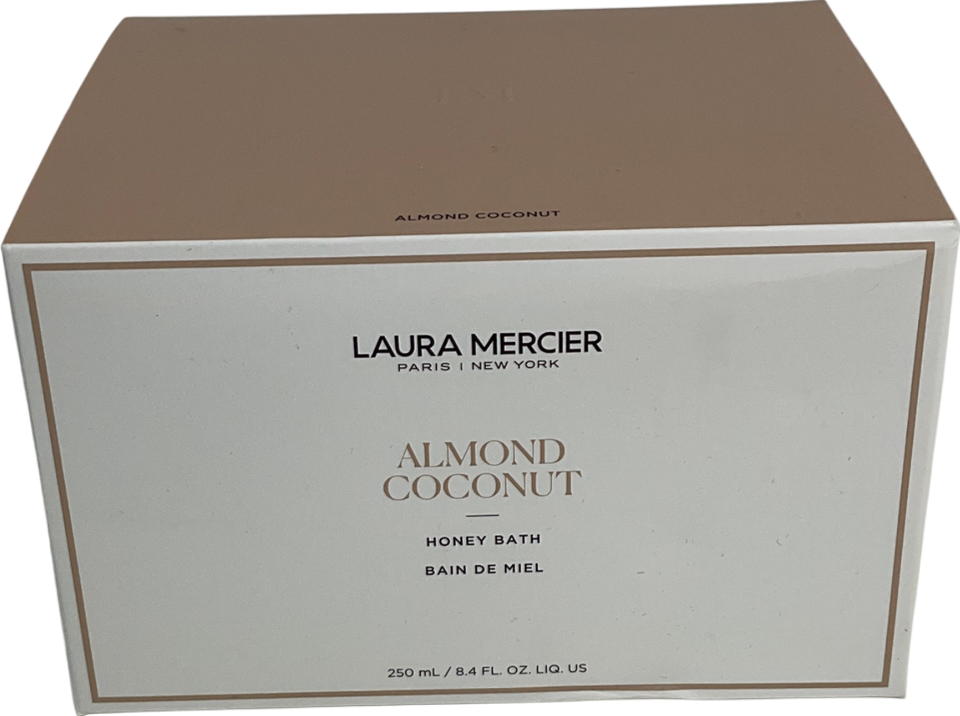 ALMOND COCONUT
LAURA MERCIER
PARIS | NEW YORK
ALMOND
COCONUT
HONEY BATH
BAIN DE MIEL
250 mL / 8.4 FL. OZ. LIQ. US